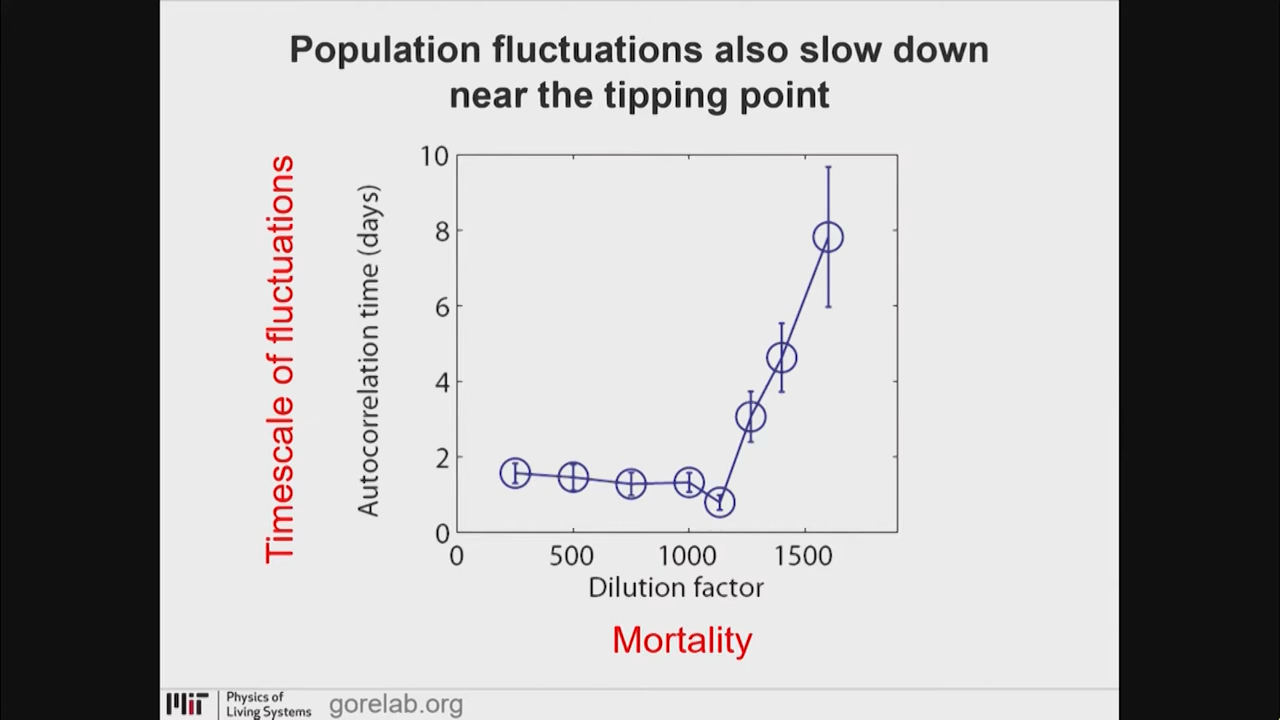 Population fluctuations also slow down
near the tipping point
Timescale of fluctuations
Autocorrelation time (days)
10
8
6
4
2
0
0 500 1000 1500
Dilution factor
Mortality
MIT
Physics of
Living Systems
gorelab.org